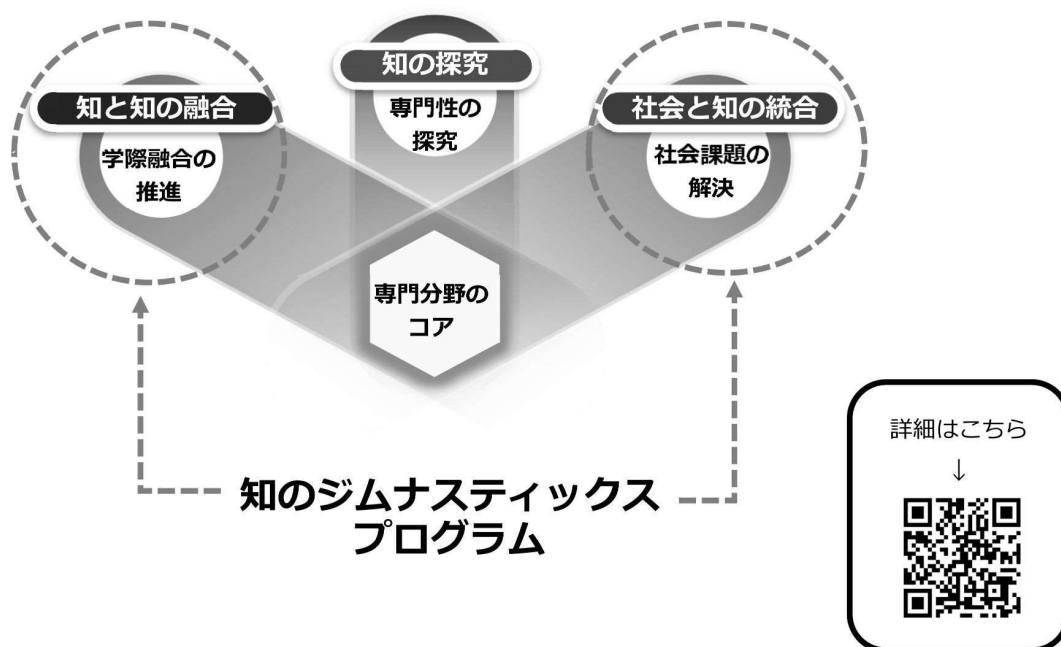 知の探究
専門性の
探究
知と知の融合
学際融合の
推進
社会と知の統合
社会課題の
解決
専門分野の
コア
知のジムナスティックス
プログラム
詳細はこちら
↓